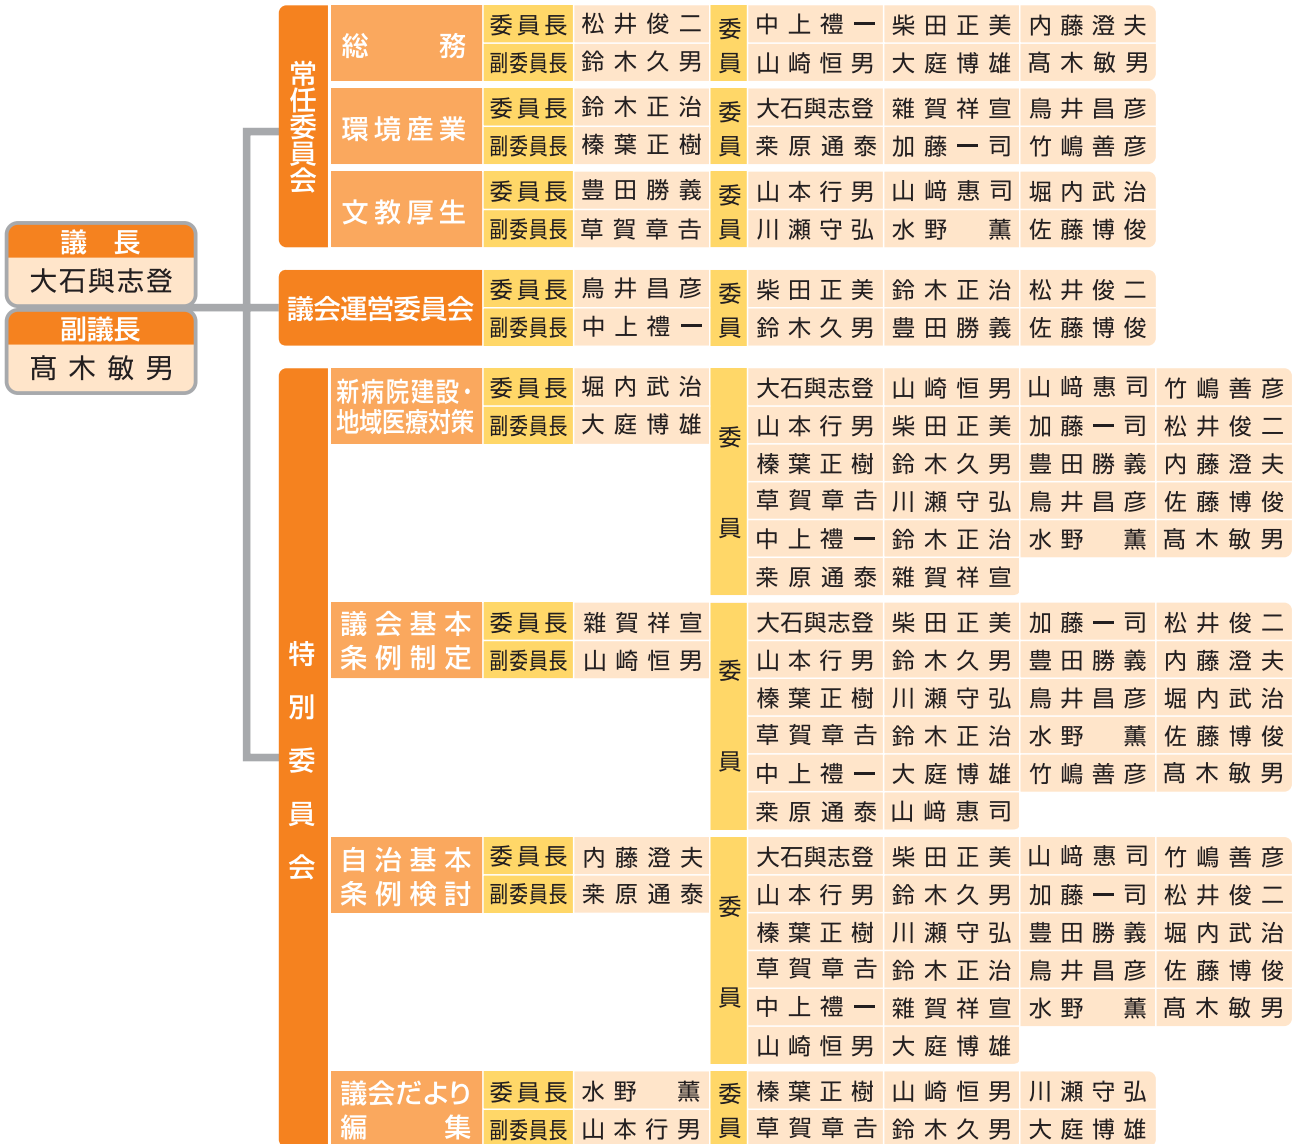 議　長
大石與志登
副議長
髙木敏男
常任委員会
総　務
委員長 松井俊二
副委員長 鈴木久男
委員
中上禮一 柴田正美 内藤澄夫
山崎恒男 大庭博雄 髙木敏男
環境産業
委員長 鈴木正治
副委員長 榛葉正樹
委員
大石與志登 雜賀祥宣 鳥井昌彦
桒原通泰 加藤一司 竹嶋善彦
文教厚生
委員長 豊田勝義
副委員長 草賀章吉
委員
山本行男 山﨑惠司 堀内武治
川瀬守弘 水野　薫 佐藤博俊
議会運営委員会
委員長 鳥井昌彦
副委員長 中上禮一
委員
柴田正美 鈴木正治 松井俊二
鈴木久男 豊田勝義 佐藤博俊
特別委員会
新病院建設・
地域医療対策
委員長 堀内武治
副委員長 大庭博雄
委員
大石與志登 山崎恒男 山﨑惠司 竹嶋善彦
山本行男 柴田正美 加藤一司 松井俊二
榛葉正樹 鈴木久男 豊田勝義 内藤澄夫
草賀章吉 川瀬守弘 鳥井昌彦 佐藤博俊
中上禮一 鈴木正治 水野　薫 髙木敏男
桒原通泰 雜賀祥宣
議会基本
条例制定
委員長 雜賀祥宣
副委員長 山崎恒男
委員
大石與志登 柴田正美 加藤一司 松井俊二
山本行男 鈴木久男 豊田勝義 内藤澄夫
榛葉正樹 川瀬守弘 鳥井昌彦 堀内武治
草賀章吉 鈴木正治 水野　薫 佐藤博俊
中上禮一 大庭博雄 竹嶋善彦 髙木敏男
桒原通泰 山﨑惠司
自治基本
条例検討
委員長 内藤澄夫
副委員長 桒原通泰
委員
大石與志登 柴田正美 山﨑惠司 竹嶋善彦
山本行男 鈴木久男 加藤一司 松井俊二
榛葉正樹 川瀬守弘 豊田勝義 堀内武治
草賀章吉 鈴木正治 鳥井昌彦 佐藤博俊
中上禮一 雜賀祥宣 水野　薫 髙木敏男
山崎恒男 大庭博雄
議会だより
編　集
委員長 水野　薫
副委員長 山本行男
委員
榛葉正樹 山崎恒男 川瀬守弘
草賀章吉 鈴木久男 大庭博雄